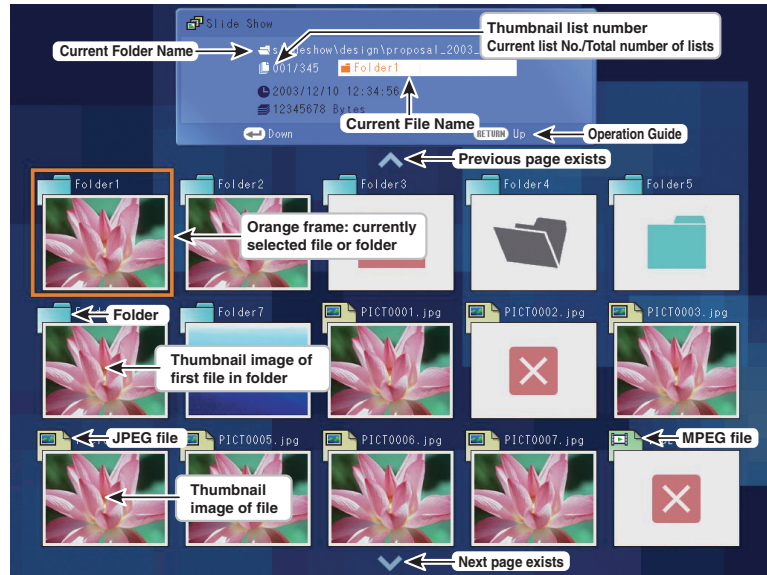 Slide Show
Thumbnail list number
Current list No./Total number of lists
Current Folder Name
show\design\proposal_2003_
001/345
Folder1
2003/12/10 12:34:56
12345678 Bytes
Current File Name
Down
RETURN Up
Operation Guide
Previous page exists
Folder1
Folder2
Folder3
Folder4
Folder5
Orange frame: currently
selected file or folder
Folder
Folder7
PICT0001.jpg
PICT0002.jpg
PICT0003.jpg
Thumbnail image of
first file in folder
JPEG file
PICT0005.jpg
PICT0006.jpg
PICT0007.jpg
MPEG file
Thumbnail
image of file
Next page exists